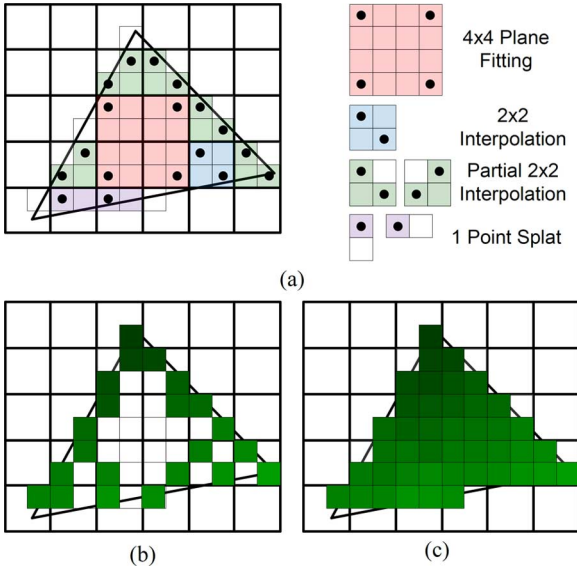 4x4 Plane
Fitting
2x2
Interpolation
Partial 2x2
Interpolation
1 Point Splat
(a)
(b)
(c)